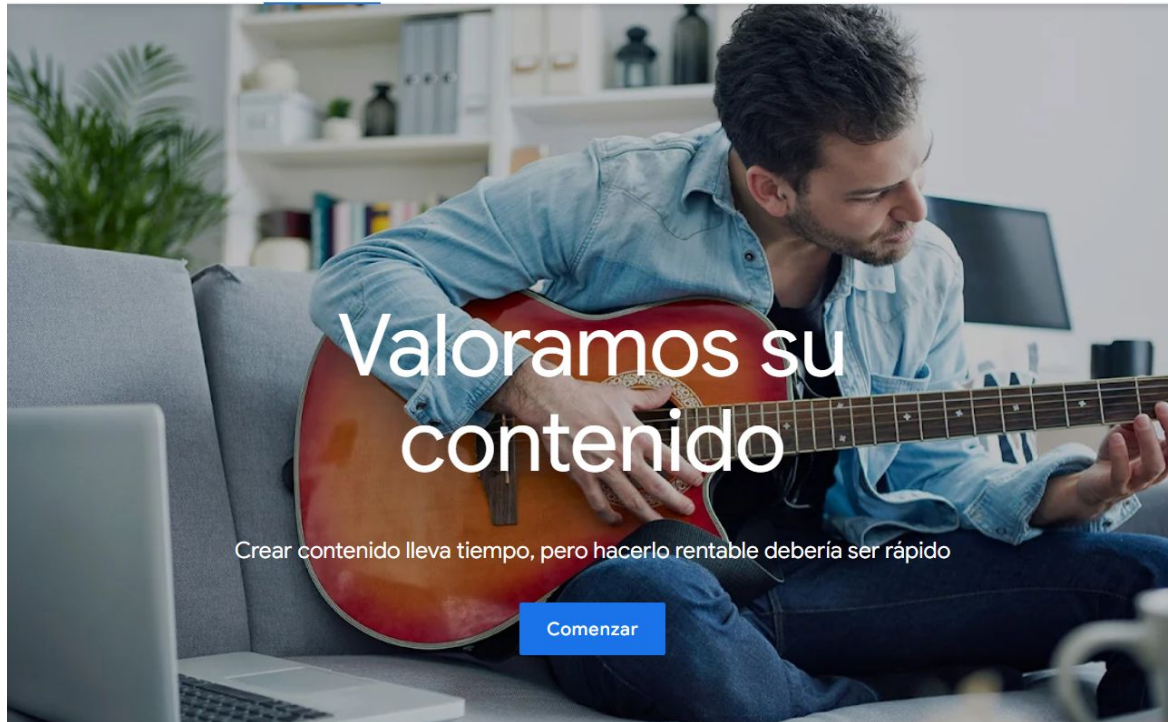 Valoramos su
contenido
Crear contenido lleva tiempo, pero hacerlo rentable debería ser rápido
Comenzar